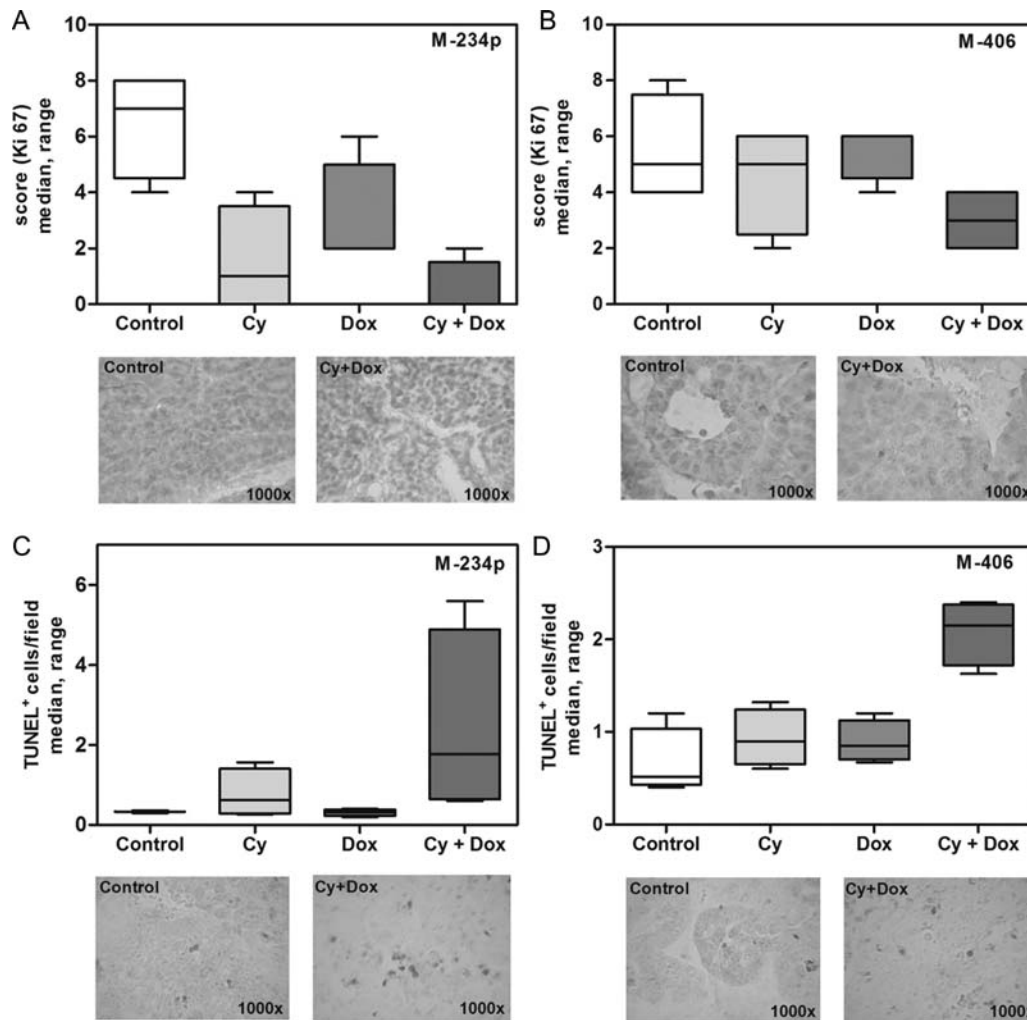 A
M-234p
score (Ki 67)
median, range
10
8
6
4
2
0
Control Cy Dox Cy + Dox
Control
1000x
Cy+Dox
1000x
B
M-406
score (Ki 67)
median, range
10
8
6
4
2
0
Control Cy Dox Cy + Dox
Control
1000x
Cy+Dox
1000x
C
M-234p
TUNEL⁺ cells/field
median, range
6
4
2
0
Control Cy Dox Cy + Dox
Control
1000x
Cy+Dox
1000x
D
M-406
TUNEL⁺ cells/field
median, range
3
2
1
0
Control Cy Dox Cy + Dox
Control
1000x
Cy+Dox
1000x